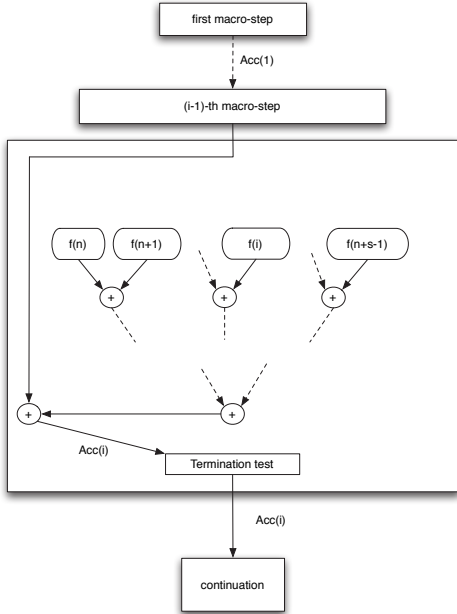 first macro-step
Acc(1)
(i-1)-th macro-step
f(n)
f(n+1)
f(i)
f(n+s-1)
+
+
+
+
+
Acc(i)
Termination test
Acc(i)
continuation